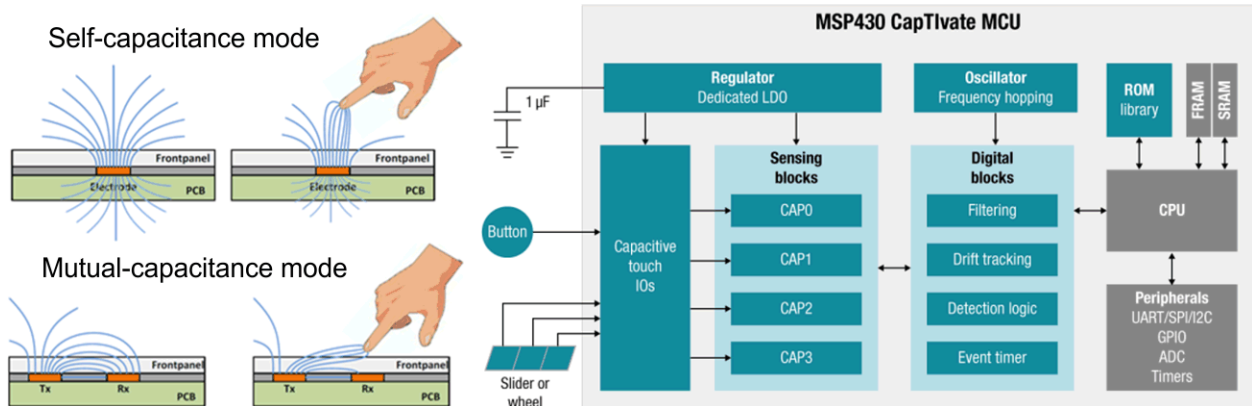 Self-capacitance mode
Frontpanel
Electrode
PCB
Frontpanel
Electrode
PCB
Mutual-capacitance mode
Frontpanel
Tx
Rx
PCB
Frontpanel
Tx
Rx
PCB
MSP430 CapTIvate MCU
1 µF
Regulator
Dedicated LDO
Oscillator
Frequency hopping
ROM
library
FRAM
SRAM
Button
Slider or
wheel
Capacitive
touch
IOs
Sensing
blocks
CAP0
CAP1
CAP2
CAP3
Digital
blocks
Filtering
Drift tracking
Detection logic
Event timer
CPU
Peripherals
UART/SPI/I2C
GPIO
ADC
Timers